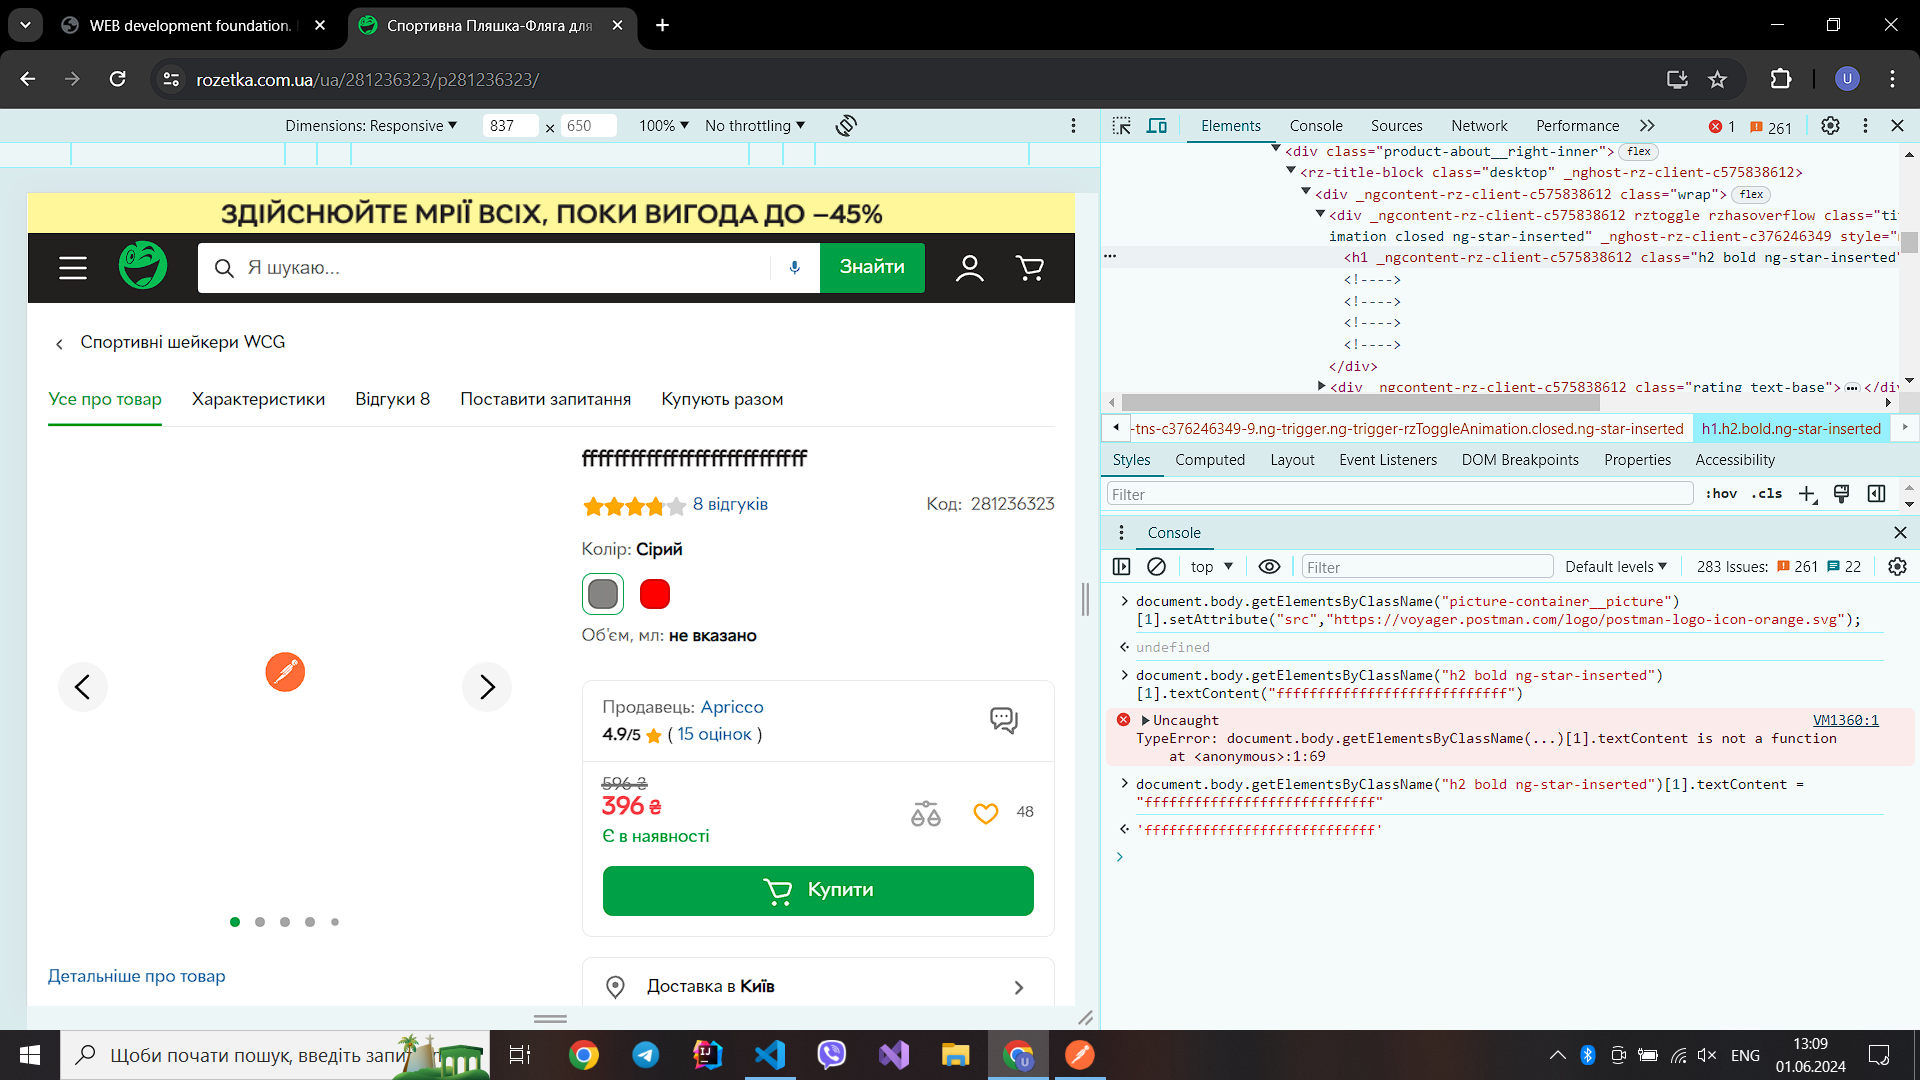 WEB development foundation.
Спортивна Пляшка-Фляга для
rozetka.com.ua/ua/281236323/p281236323/
U
Dimensions: Responsive
837 × 650
100%
No throttling
ЗДІЙСНЮЙТЕ МРІЇ ВСІХ, ПОКИ ВИГОДА ДО –45%
Я шукаю...
Знайти
Спортивні шейкери WCG
Усе про товар
Характеристики
Відгуки 8
Поставити запитання
Купують разом
ffffffffffffffffffffffffffff
8 відгуків
Код: 281236323
Колір: Сірий
Об'єм, мл: не вказано
Продавець: Apricco
4.9/5 ( 15 оцінок )
596 ₴
396 ₴
48
Є в наявності
Купити
Детальніше про товар
Доставка в Київ
Elements
Console
Sources
Network
Performance
1
261
<div class="product-about__right-inner"> flex
<rz-title-block class="desktop" _nghost-rz-client-c575838612>
<div _ngcontent-rz-client-c575838612 class="wrap"> flex
<div _ngcontent-rz-client-c575838612 rztoggle rzhasoverflow class="ti
imation closed ng-star-inserted" _nghost-rz-client-c376246349 style="
<h1 _ngcontent-rz-client-c575838612 class="h2 bold ng-star-inserted"
<!---->
<!---->
<!---->
<!---->
</div>
<div _ngcontent-rz-client-c575838612 class="rating text-base"> ⋯ </div>
-tns-c376246349-9.ng-trigger.ng-trigger-rzToggleAnimation.closed.ng-star-inserted
h1.h2.bold.ng-star-inserted
Styles
Computed
Layout
Event Listeners
DOM Breakpoints
Properties
Accessibility
Filter
:hov
.cls
Console
top
Filter
Default levels
283 Issues: 261 22
document.body.getElementsByClassName("picture-container__picture")
[1].setAttribute("src","https://voyager.postman.com/logo/postman-logo-icon-orange.svg");
undefined
document.body.getElementsByClassName("h2 bold ng-star-inserted")
[1].textContent("ffffffffffffffffffffffffffff")
Uncaught
VM1360:1
TypeError: document.body.getElementsByClassName(...)[1].textContent is not a function
at <anonymous>:1:69
document.body.getElementsByClassName("h2 bold ng-star-inserted")[1].textContent =
"ffffffffffffffffffffffffffff"
'ffffffffffffffffffffffffffff'
Щоби почати пошук, введіть
ENG
13:09
01.06.2024